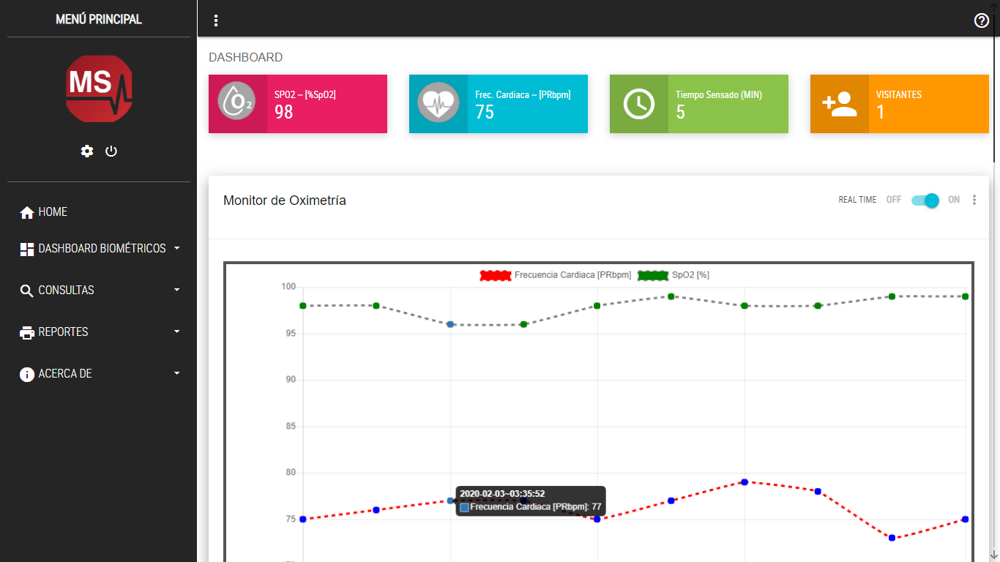 MENÚ PRINCIPAL
MS
HOME
DASHBOARD BIOMÉTRICOS
CONSULTAS
REPORTES
ACERCA DE
DASHBOARD
O2
SPO2 ~ [%SpO2]
98
Frec. Cardiaca ~ [PRbpm]
75
Tiempo Sensado (MIN)
5
VISITANTES
1
Monitor de Oximetría
REAL TIME OFF ON
Frecuencia Cardiaca [PRbpm] SpO2 [%]
100
95
90
85
80
2020-02-03~03:35:52
Frecuencia Cardiaca [PRbpm]: 77
75